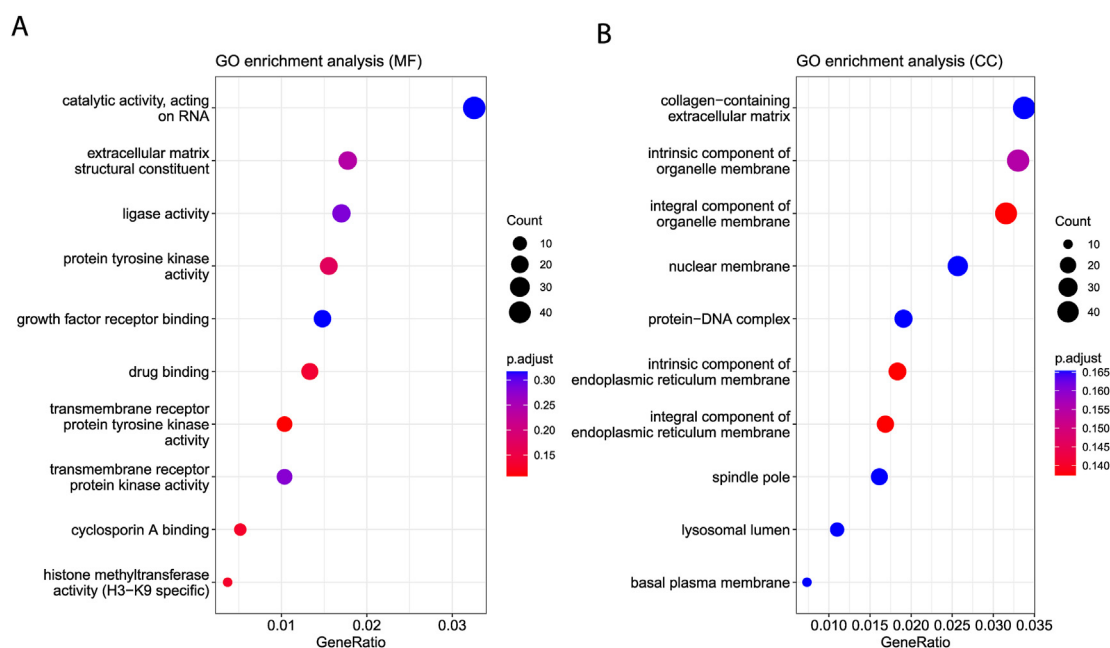 A
GO enrichment analysis (MF)
catalytic activity, acting
on RNA
extracellular matrix
structural constituent
ligase activity
protein tyrosine kinase
activity
growth factor receptor binding
drug binding
transmembrane receptor
protein tyrosine kinase
activity
transmembrane receptor
protein kinase activity
cyclosporin A binding
histone methyltransferase
activity (H3−K9 specific)
0.01
0.02
0.03
GeneRatio
Count
10
20
30
40
p.adjust
0.30
0.25
0.20
0.15
B
GO enrichment analysis (CC)
collagen−containing
extracellular matrix
intrinsic component of
organelle membrane
integral component of
organelle membrane
nuclear membrane
protein−DNA complex
intrinsic component of
endoplasmic reticulum membrane
integral component of
endoplasmic reticulum membrane
spindle pole
lysosomal lumen
basal plasma membrane
0.010
0.015
0.020
0.025
0.030
0.035
GeneRatio
Count
10
20
30
40
p.adjust
0.165
0.160
0.155
0.150
0.145
0.140